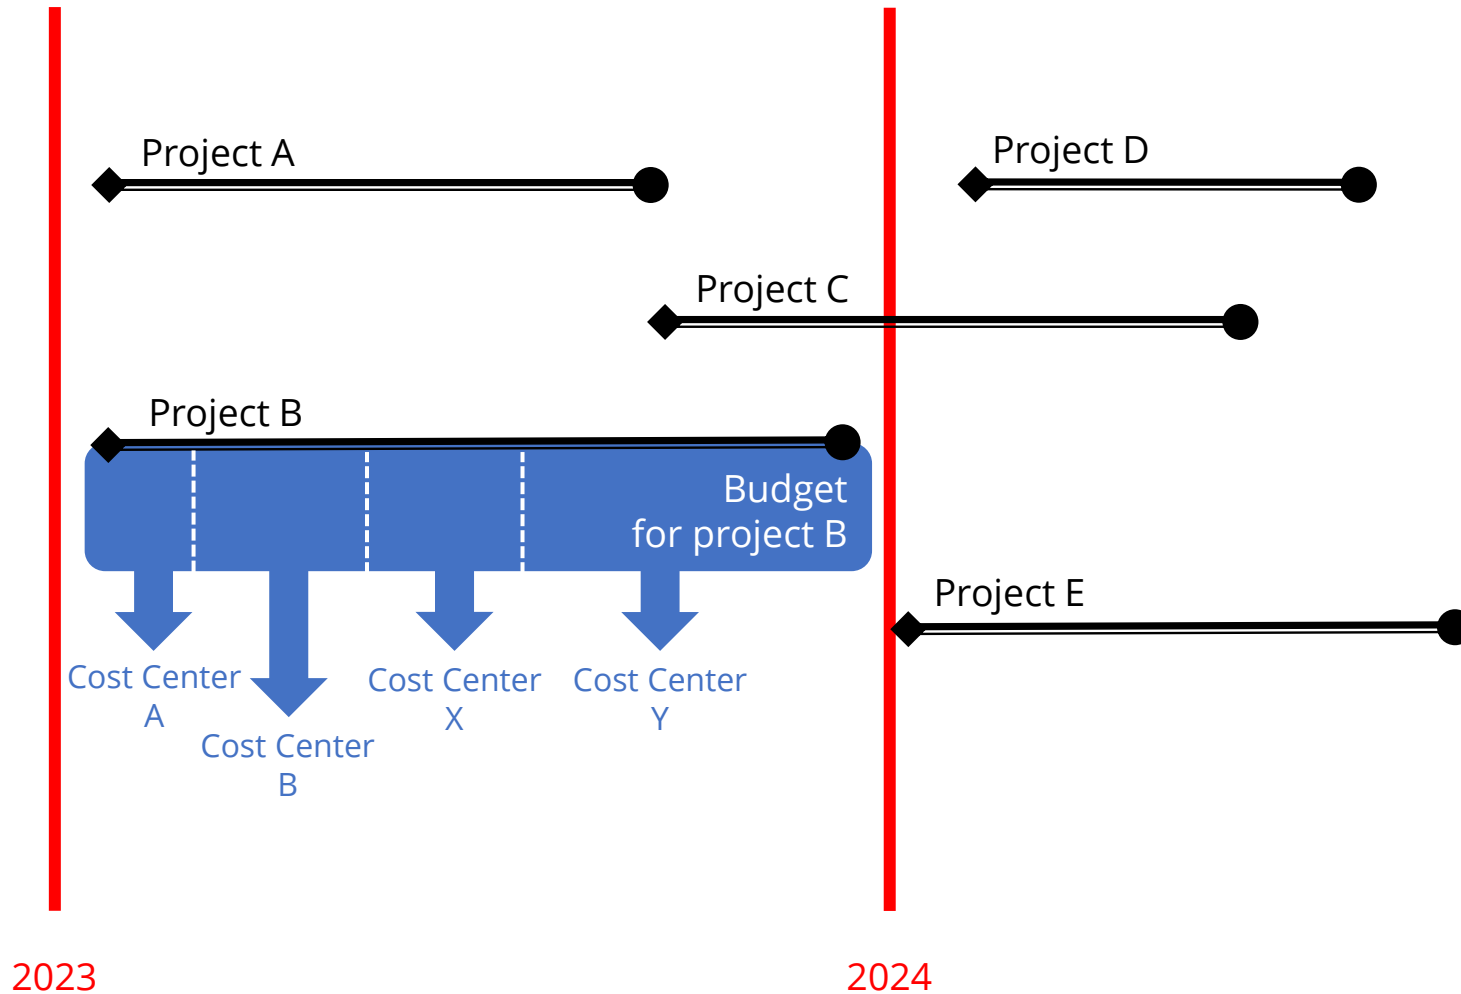 Project A
Project D
Project C
Project B
Budget
for project B
Project E
Cost Center
A
Cost Center
B
Cost Center
X
Cost Center
Y
2023
2024